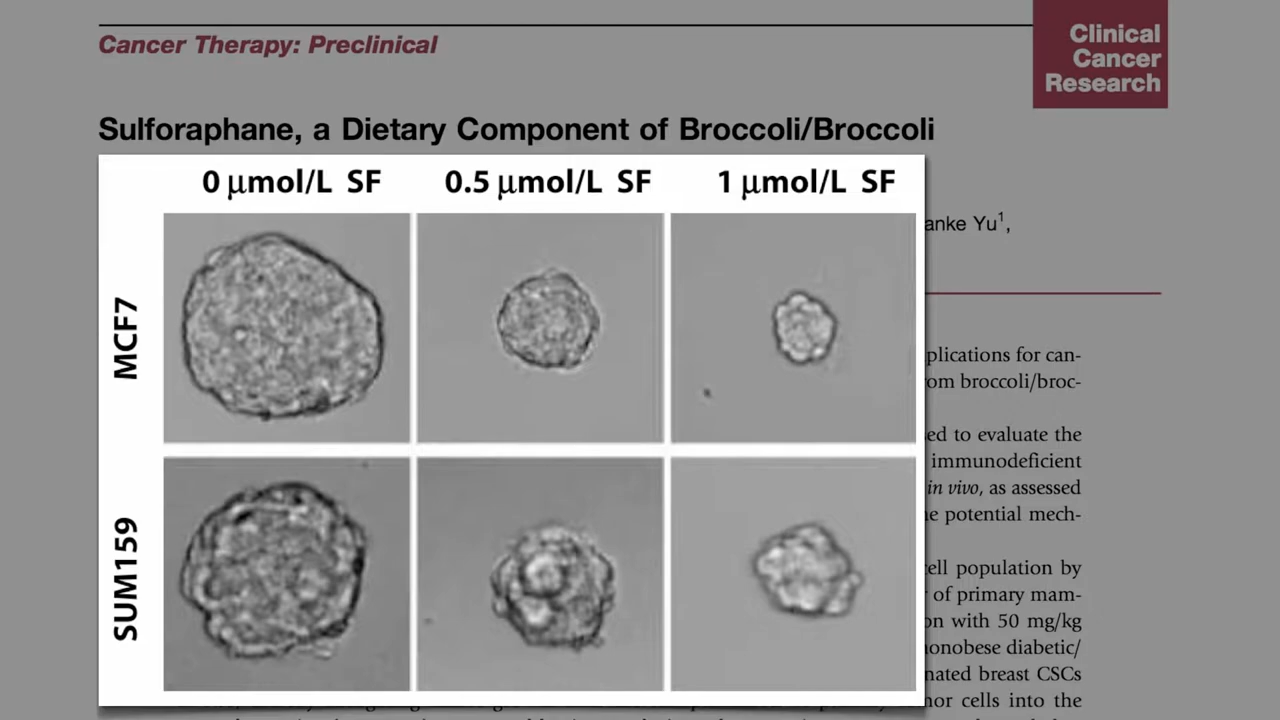 Cancer Therapy: Preclinical
Clinical
Cancer
Research
Sulforaphane, a Dietary Component of Broccoli/Broccoli
0 μmol/L SF 0.5 μmol/L SF 1 μmol/L SF
MCF7
SUM159
anke Yu1,
plications for can-
om broccoli/broc-
ed to evaluate the
immunodeficient
in vivo, as assessed
e potential mech-
cell population by
of primary mam-
on with 50 mg/kg
onobese diabetic/
nated breast CSCs
mor cells into the